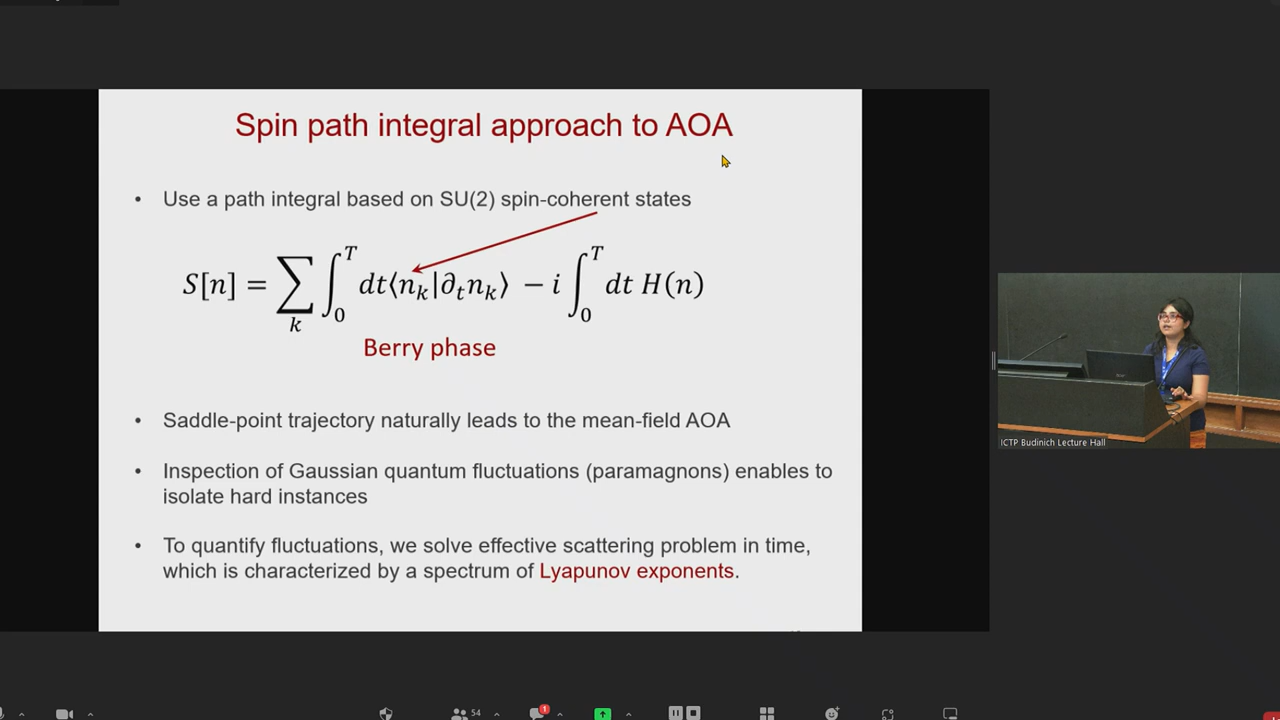 Spin path integral approach to AOA
• Use a path integral based on SU(2) spin-coherent states
S[n] = ∑_k ∫_0^T dt⟨n_k|∂_t n_k⟩ − i ∫_0^T dt H(n)
Berry phase
• Saddle-point trajectory naturally leads to the mean-field AOA
• Inspection of Gaussian quantum fluctuations (paramagnons) enables to
isolate hard instances
• To quantify fluctuations, we solve effective scattering problem in time,
which is characterized by a spectrum of Lyapunov exponents.
ICTP Budinich Lecture Hall
54
1